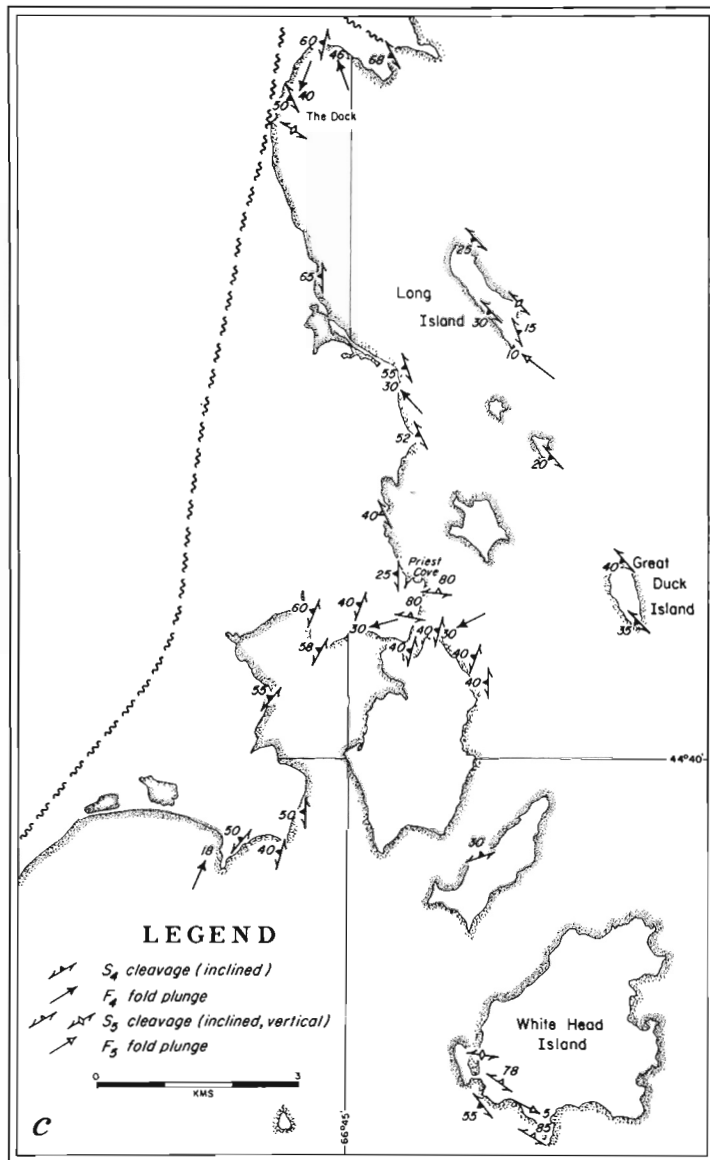 60
46
68
40
50
The Dock
25
65
Long
Island
30
15
10
55
30
52
20
40
Priest
Cove
25
80
80
40
Great
Duck
Island
35
60
40
30
58
40
40
30
40
40
55
44°40'
50
50
40
18
30
LEGEND
S4 cleavage (inclined)
F4 fold plunge
S5 cleavage (inclined, vertical)
F5 fold plunge
0 3
KMS
White Head
Island
78
55
5
85
66°45'
C